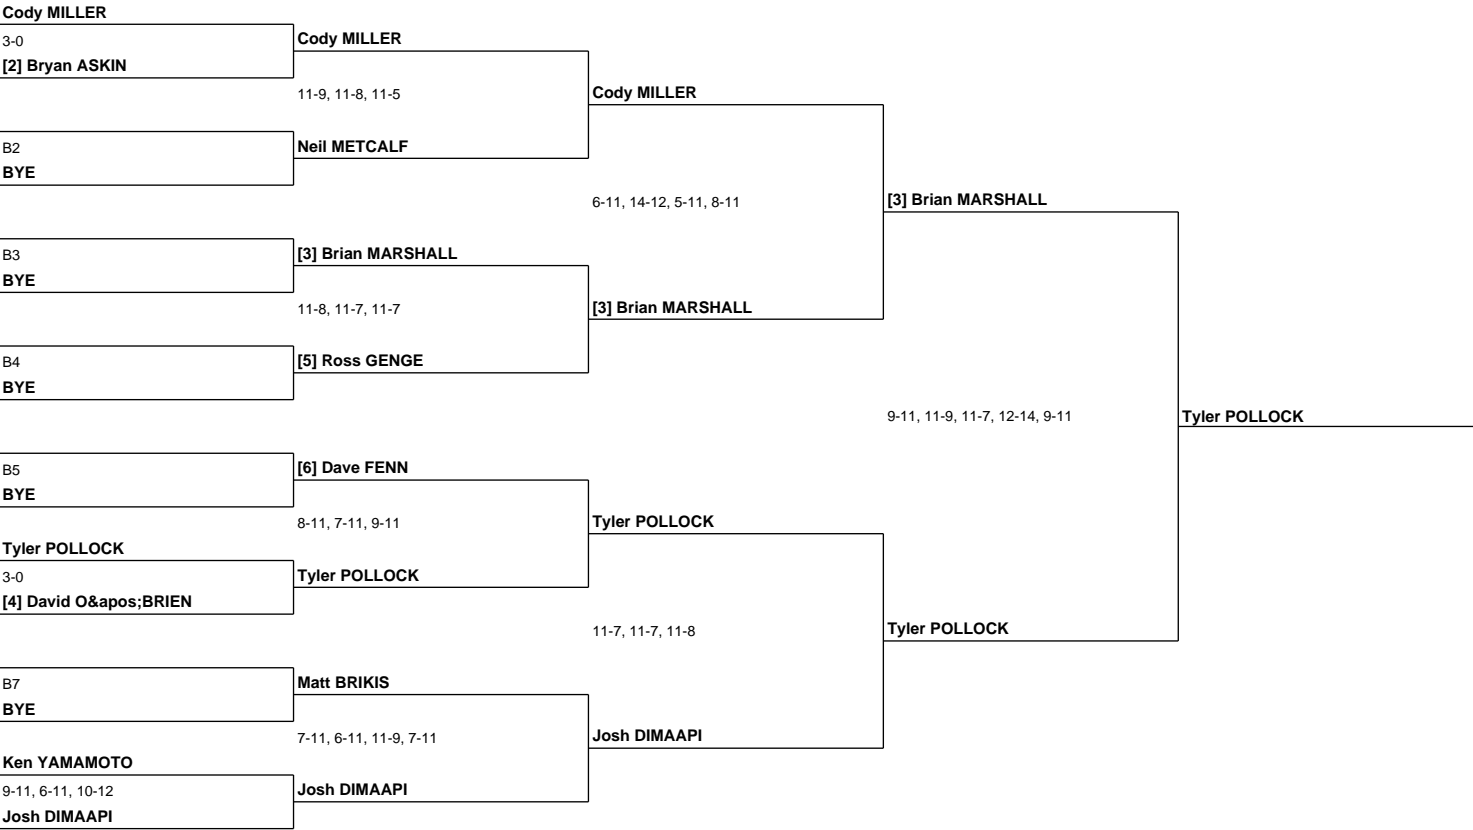 Cody MILLER
3-0
[2] Bryan ASKIN
B2
BYE
B3
BYE
B4
BYE
B5
BYE
Tyler POLLOCK
3-0
[4] David O&apos;BRIEN
B7
BYE
Ken YAMAMOTO
9-11, 6-11, 10-12
Josh DIMAAPI
Cody MILLER
11-9, 11-8, 11-5
Neil METCALF
[3] Brian MARSHALL
11-8, 11-7, 11-7
[5] Ross GENGE
[6] Dave FENN
8-11, 7-11, 9-11
Tyler POLLOCK
Matt BRIKIS
7-11, 6-11, 11-9, 7-11
Josh DIMAAPI
Cody MILLER
6-11, 14-12, 5-11, 8-11
[3] Brian MARSHALL
Tyler POLLOCK
11-7, 11-7, 11-8
Josh DIMAAPI
[3] Brian MARSHALL
9-11, 11-9, 11-7, 12-14, 9-11
Tyler POLLOCK
Tyler POLLOCK